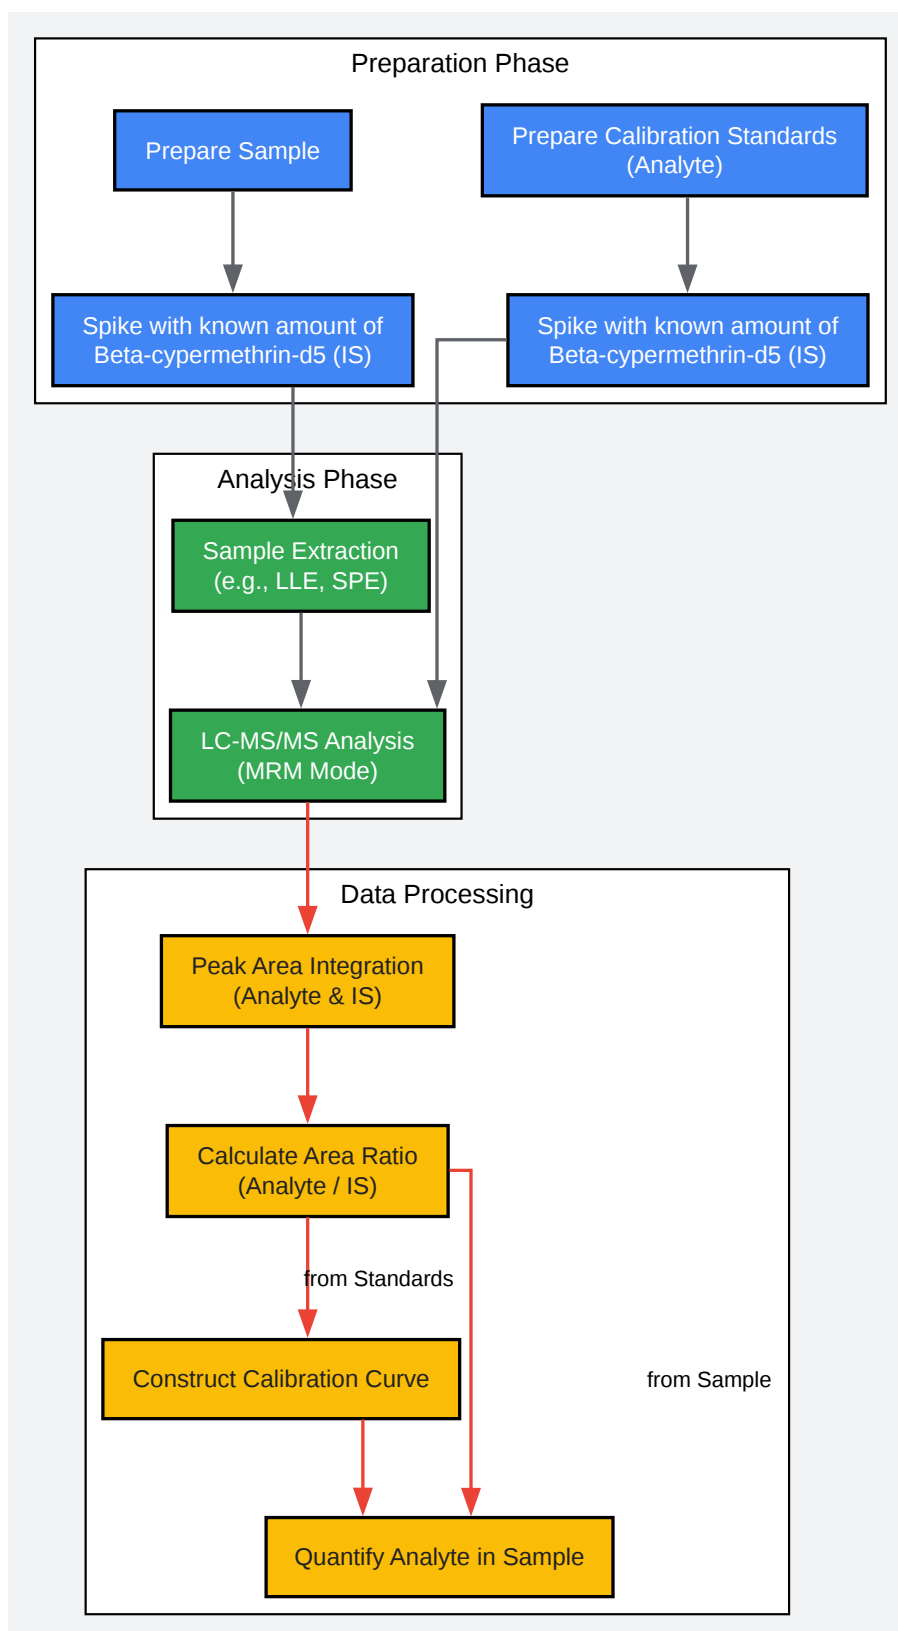 Preparation Phase
Prepare Sample
Prepare Calibration Standards
(Analyte)
Spike with known amount of
Beta-cypermethrin-d5 (IS)
Spike with known amount of
Beta-cypermethrin-d5 (IS)
Analysis Phase
Sample Extraction
(e.g., LLE, SPE)
LC-MS/MS Analysis
(MRM Mode)
Data Processing
Peak Area Integration
(Analyte & IS)
Calculate Area Ratio
(Analyte / IS)
from Standards
Construct Calibration Curve
from Sample
Quantify Analyte in Sample